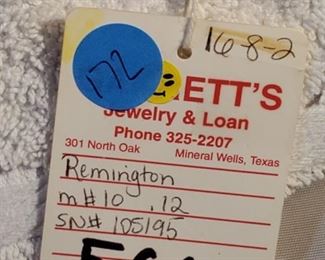 16-8-2
172
ETT'S
Jewelry & Loan
Phone 325-2207
301 North Oak Mineral Wells, Texas
Remington
m# 10 .12
SN# 105195